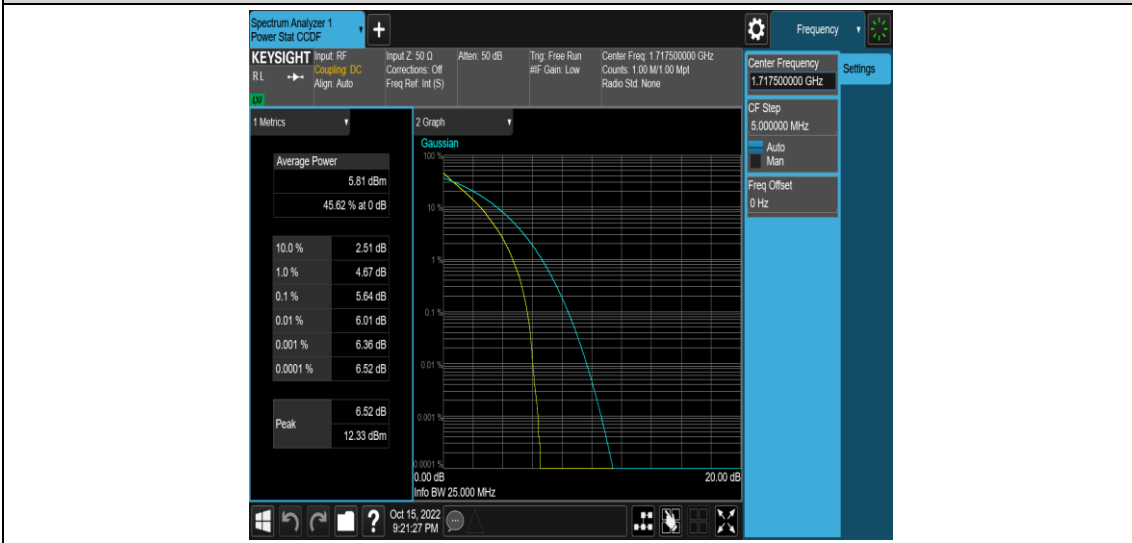 Spectrum Analyzer 1
Power Stat CCDF
+
Frequency
KEYSIGHT
Input: RF
Coupling: DC
Align: Auto
R L
LXI
Input Z: 50 Ω
Corrections: Off
Freq Ref: Int (S)
Atten: 50 dB
Trig: Free Run
#IF Gain: Low
Center Freq: 1.717500000 GHz
Counts: 1.00 M/1.00 Mpt
Radio Std: None
Center Frequency
1.717500000 GHz
Settings
CF Step
5.000000 MHz
Auto
Man
Freq Offset
0 Hz
1 Metrics
Average Power
5.81 dBm
45.62 % at 0 dB
10.0 % 2.51 dB
1.0 % 4.67 dB
0.1 % 5.64 dB
0.01 % 6.01 dB
0.001 % 6.36 dB
0.0001 % 6.52 dB
Peak
6.52 dB
12.33 dBm
2 Graph
Gaussian
100 %
10 %
1 %
0.1 %
0.01 %
0.001 %
0.0001 %
0.00 dB 20.00 dB
Info BW 25.000 MHz
?
Oct 15, 2022
9:21:27 PM